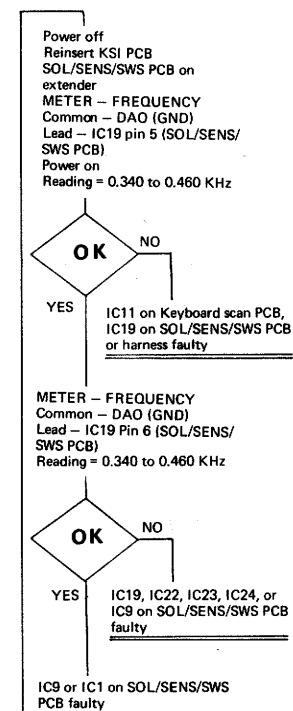 Power off
Reinsert KSI PCB
SOL/SENS/SWS PCB on
extender
METER – FREQUENCY
Common – DAO (GND)
Lead – IC19 pin 5 (SOL/SENS/
SWS PCB)
Power on
Reading = 0.340 to 0.460 KHz
OK
NO
YES
IC11 on Keyboard scan PCB,
IC19 on SOL/SENS/SWS PCB
or harness faulty
METER – FREQUENCY
Common – DAO (GND)
Lead – IC19 Pin 6 (SOL/SENS/
SWS PCB)
Reading = 0.340 to 0.460 KHz
OK
NO
YES
IC19, IC22, IC23, IC24, or
IC9 on SOL/SENS/SWS PCB
faulty
IC9 or IC1 on SOL/SENS/SWS
PCB faulty